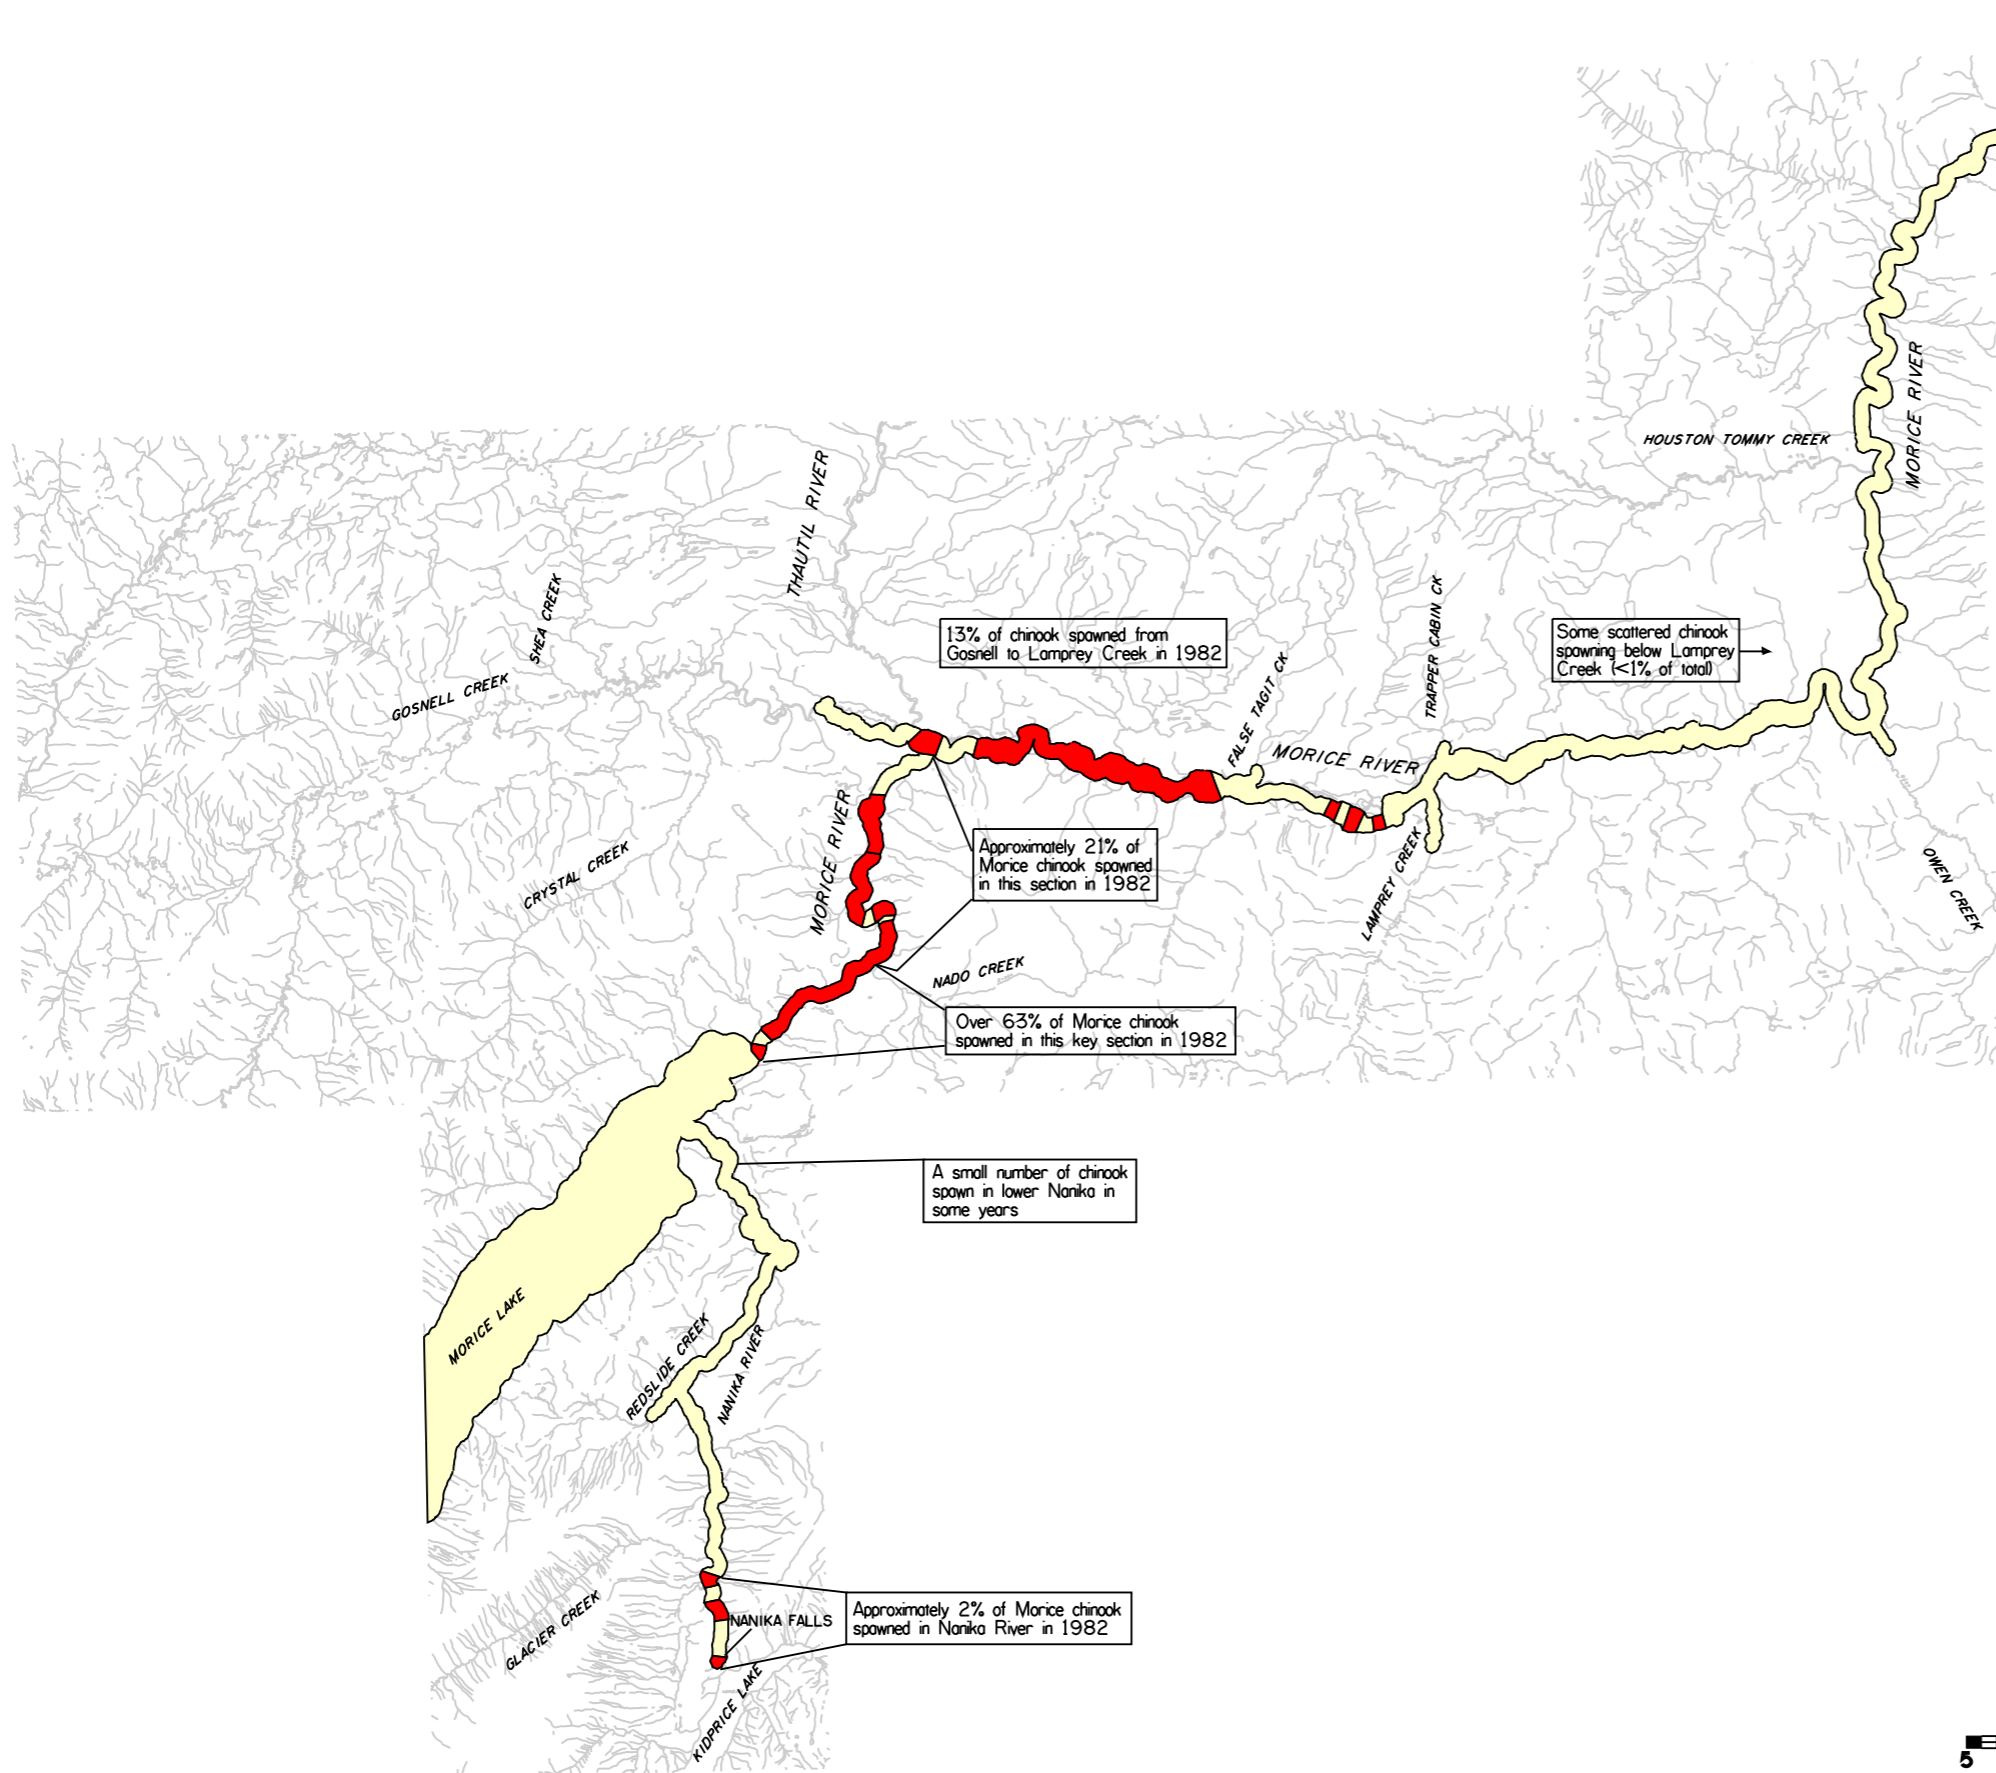 MORICE RIVER
HOUSTON TOMMY CREEK
THAUTIL RIVER
SHEA CREEK
GOSNELL CREEK
13% of chinook spawned from
Gosnell to Lamprey Creek in 1982
FALSE TAGIT CK
TRAPPER CABIN CK
Some scattered chinook
spawning below Lamprey
Creek (<1% of total)
MORICE RIVER
MORICE RIVER
CRYSTAL CREEK
Approximately 21% of
Morice chinook spawned
in this section in 1982
LAMPREY CREEK
OWEN CREEK
NADO CREEK
Over 63% of Morice chinook
spawned in this key section in 1982
A small number of chinook
spawn in lower Nanika in
some years
MORICE LAKE
REDSLIDE CREEK
NANIKA RIVER
GLACIER CREEK
NANIKA FALLS
Approximately 2% of Morice chinook
spawned in Nanika River in 1982
KIDPRICE LAKE
5